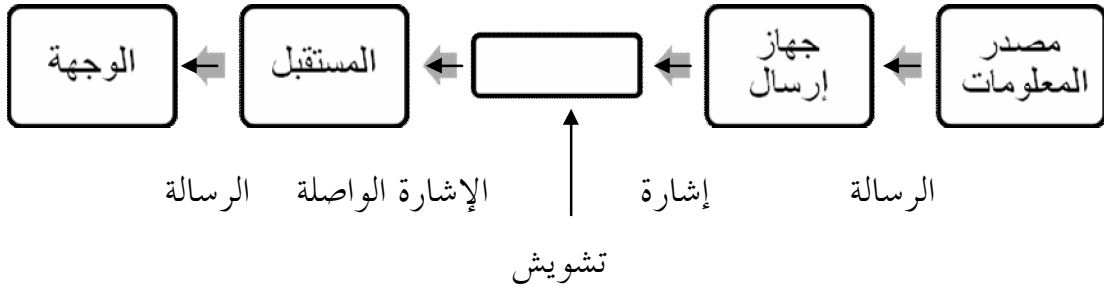 مصدر
المعلومات
جهاز
إرسال
المستقبل
الوجهة
الرسالة
إشارة
الإشارة الواصلة
الرسالة
تشويش